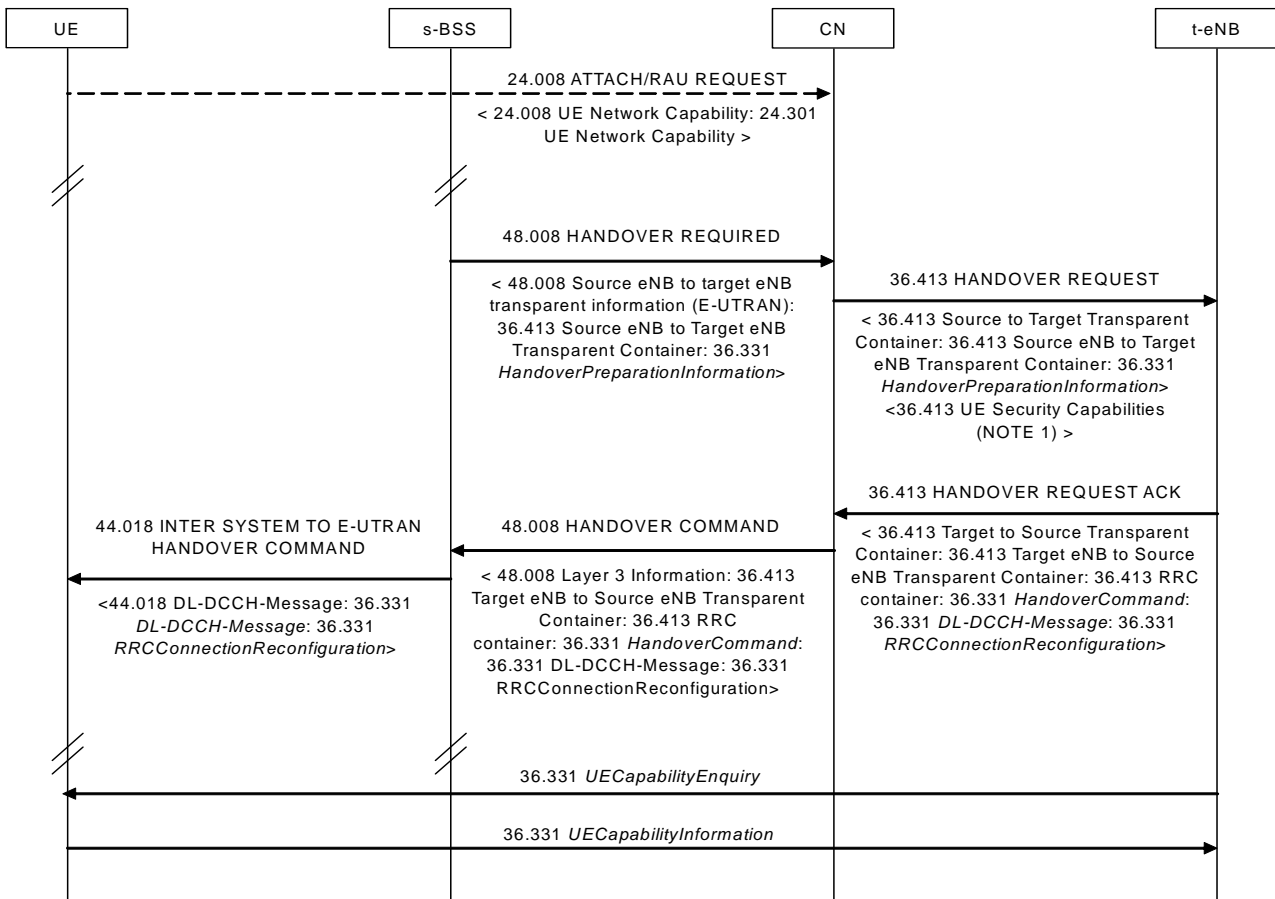 UE
s-BSS
CN
t-eNB
24.008 ATTACH/RAU REQUEST
< 24.008 UE Network Capability: 24.301
UE Network Capability >
48.008 HANDOVER REQUIRED
< 48.008 Source eNB to target eNB
transparent information (E-UTRAN):
36.413 Source eNB to Target eNB
Transparent Container: 36.331
HandoverPreparationInformation>
36.413 HANDOVER REQUEST
< 36.413 Source to Target Transparent
Container: 36.413 Source eNB to Target
eNB Transparent Container: 36.331
HandoverPreparationInformation>
<36.413 UE Security Capabilities
(NOTE 1) >
36.413 HANDOVER REQUEST ACK
< 36.413 Target to Source Transparent
Container: 36.413 Target eNB to Source
eNB Transparent Container: 36.413 RRC
container: 36.331 HandoverCommand:
36.331 DL-DCCH-Message: 36.331
RRCConnectionReconfiguration>
48.008 HANDOVER COMMAND
< 48.008 Layer 3 Information: 36.413
Target eNB to Source eNB Transparent
Container: 36.413 RRC
container: 36.331 HandoverCommand:
36.331 DL-DCCH-Message: 36.331
RRCConnectionReconfiguration>
44.018 INTER SYSTEM TO E-UTRAN
HANDOVER COMMAND
<44.018 DL-DCCH-Message: 36.331
DL-DCCH-Message: 36.331
RRCConnectionReconfiguration>
36.331 UECapabilityEnquiry
36.331 UECapabilityInformation